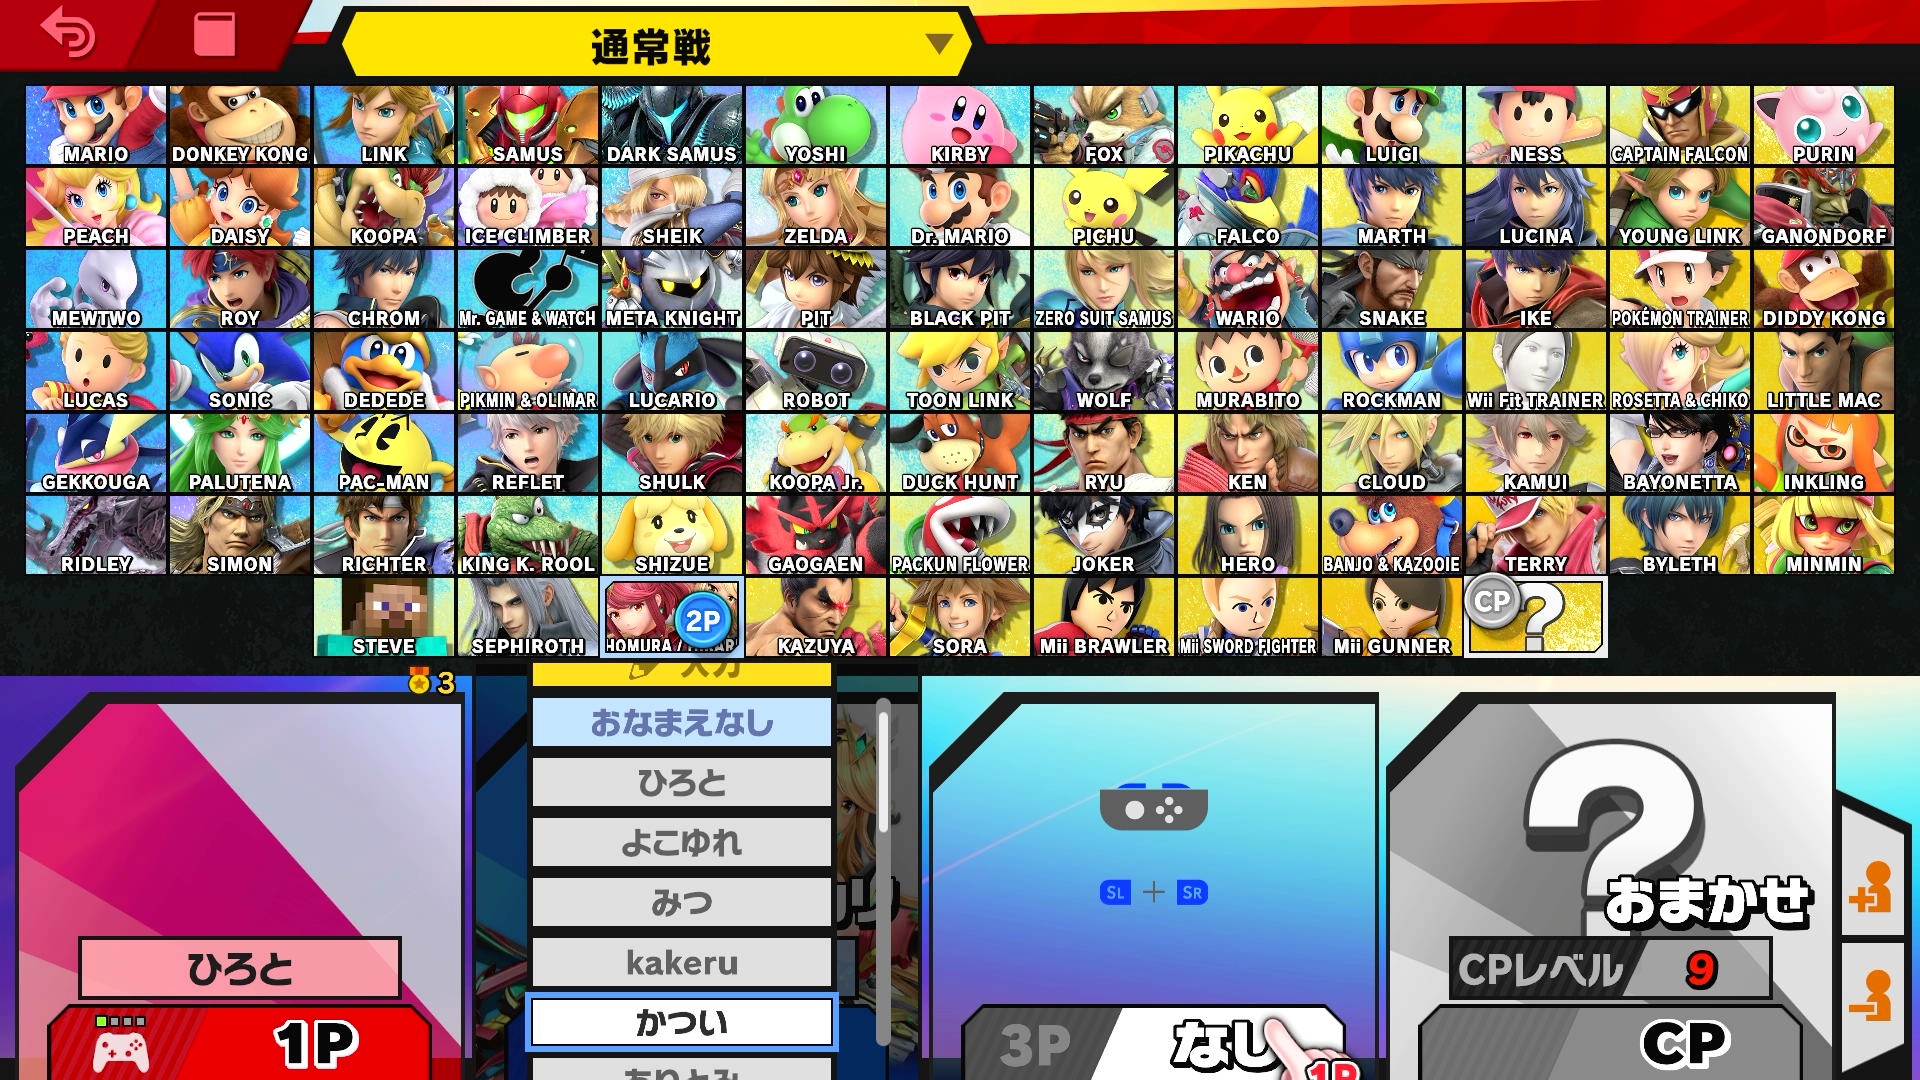 通常戦
MARIO DONKEY KONG LINK SAMUS DARK SAMUS YOSHI KIRBY FOX PIKACHU LUIGI NESS CAPTAIN FALCON PURIN
PEACH DAISY KOOPA ICE CLIMBER SHEIK ZELDA Dr. MARIO PICHU FALCO MARTH LUCINA YOUNG LINK GANONDORF
MEWTWO ROY CHROM Mr. GAME & WATCH META KNIGHT PIT BLACK PIT ZERO SUIT SAMUS WARIO SNAKE IKE POKÉMON TRAINER DIDDY KONG
LUCAS SONIC DEDEDE PIKMIN & OLIMAR LUCARIO ROBOT TOON LINK WOLF MURABITO ROCKMAN Wii Fit TRAINER ROSETTA & CHIKO LITTLE MAC
GEKKOUGA PALUTENA PAC-MAN REFLET SHULK KOOPA Jr. DUCK HUNT RYU KEN CLOUD KAMUI BAYONETTA INKLING
RIDLEY SIMON RICHTER KING K. ROOL SHIZUE GAOGAEN PACKUN FLOWER JOKER HERO BANJO & KAZOOIE TERRY BYLETH MINMIN
2P CP ?
STEVE SEPHIROTH HOMURA / HIKARI KAZUYA SORA Mii BRAWLER Mii SWORD FIGHTER Mii GUNNER
3
おなまえなし
ひろと
よこゆれ
みつ
kakeru
かつい
ひろと
1P
SL + SR
3P なし
1P
?
おまかせ
CPレベル 9
CP